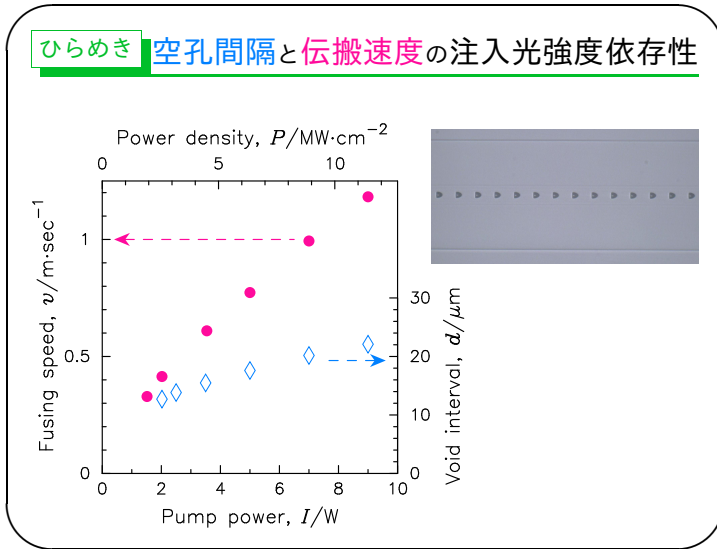 ひらめき
空孔間隔と伝搬速度の注入光強度依存性
Power density, P/MW·cm⁻²
0 5 10
Fusing speed, v/m·sec⁻¹
1
0.5
0
30
20
10
0
Void interval, d/μm
0 2 4 6 8 10
Pump power, I/W